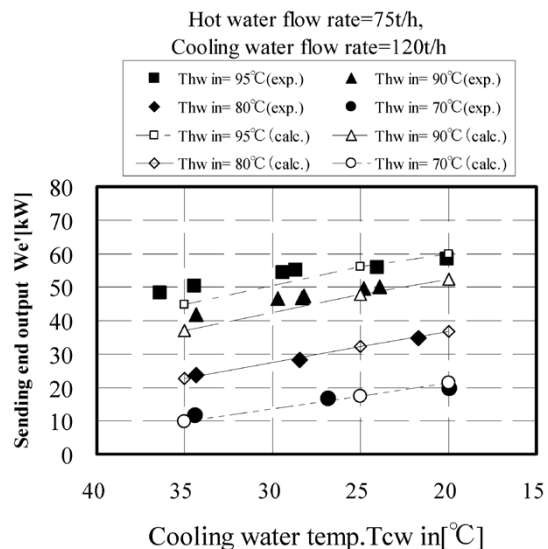 Hot water flow rate=75t/h,
Cooling water flow rate=120t/h
Thw in= 95℃(exp.) Thw in= 90℃(exp.)
Thw in= 80℃(exp.) Thw in= 70℃(exp.)
Thw in= 95℃(calc.) Thw in= 90℃(calc.)
Thw in= 80℃(calc.) Thw in= 70℃(calc.)
Sending end output We'[kW]
80
70
60
50
40
30
20
10
0
40 35 30 25 20 15
Cooling water temp.Tcw in[℃]